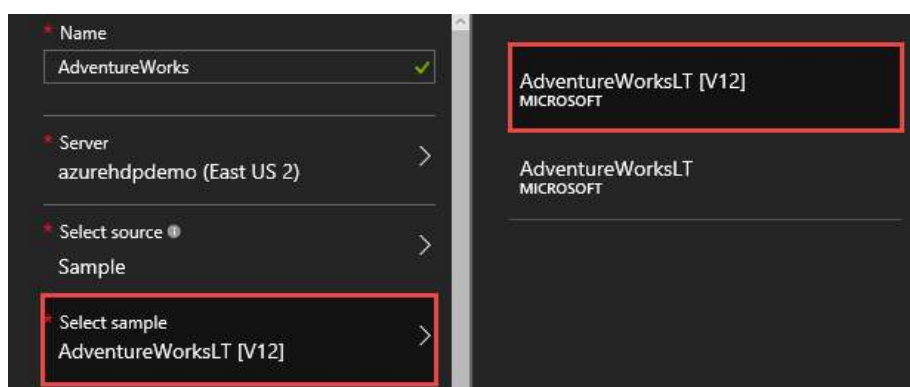 * Name
AdventureWorks
* Server
azurehdpdemo (East US 2)
* Select source
Sample
* Select sample
AdventureWorksLT [V12]
AdventureWorksLT [V12]
MICROSOFT
AdventureWorksLT
MICROSOFT